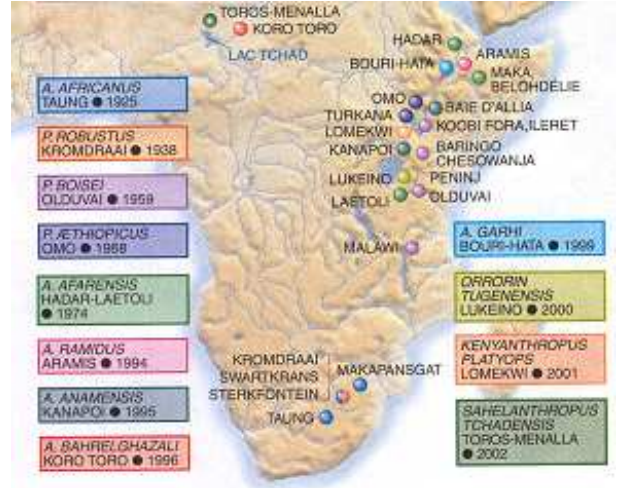 TOROS-MENALLA
KORO TORO
LAC TCHAD
HADAR
ARAMIS
BOURI-HATA
MAKA,
BELOHDELIE
OMO
BAIE D'ALLIA
TURKANA
KOOBI FORA,ILERET
LOMEKWI
KANAPOI
BARINGO
CHESOWANJA
LUKEINO
PENINJ
LAETOLI
OLDUVAI
MALAWI
KROMDRAAI
SWARTKRANS
STERKFONTEIN
MAKAPANSGAT
TAUNG
A. AFRICANUS
TAUNG ● 1925
P. ROBUSTUS
KROMDRAAI ● 1938
P. BOISEI
OLDUVAI ● 1959
P. ÆTHIOPICUS
OMO ● 1968
A. AFARENSIS
HADAR-LAETOLI
● 1974
A. RAMIDUS
ARAMIS ● 1994
A. ANAMENSIS
KANAPOI ● 1995
A. BAHRELGHAZALI
KORO TORO ● 1996
A. GARHI
BOURI-HATA ● 1999
ORRORIN
TUGENENSIS
LUKEINO ● 2000
KENYANTHROPUS
PLATYOPS
LOMEKWI ● 2001
SAHELANTHROPUS
TCHADENSIS
TOROS-MENALLA
● 2002